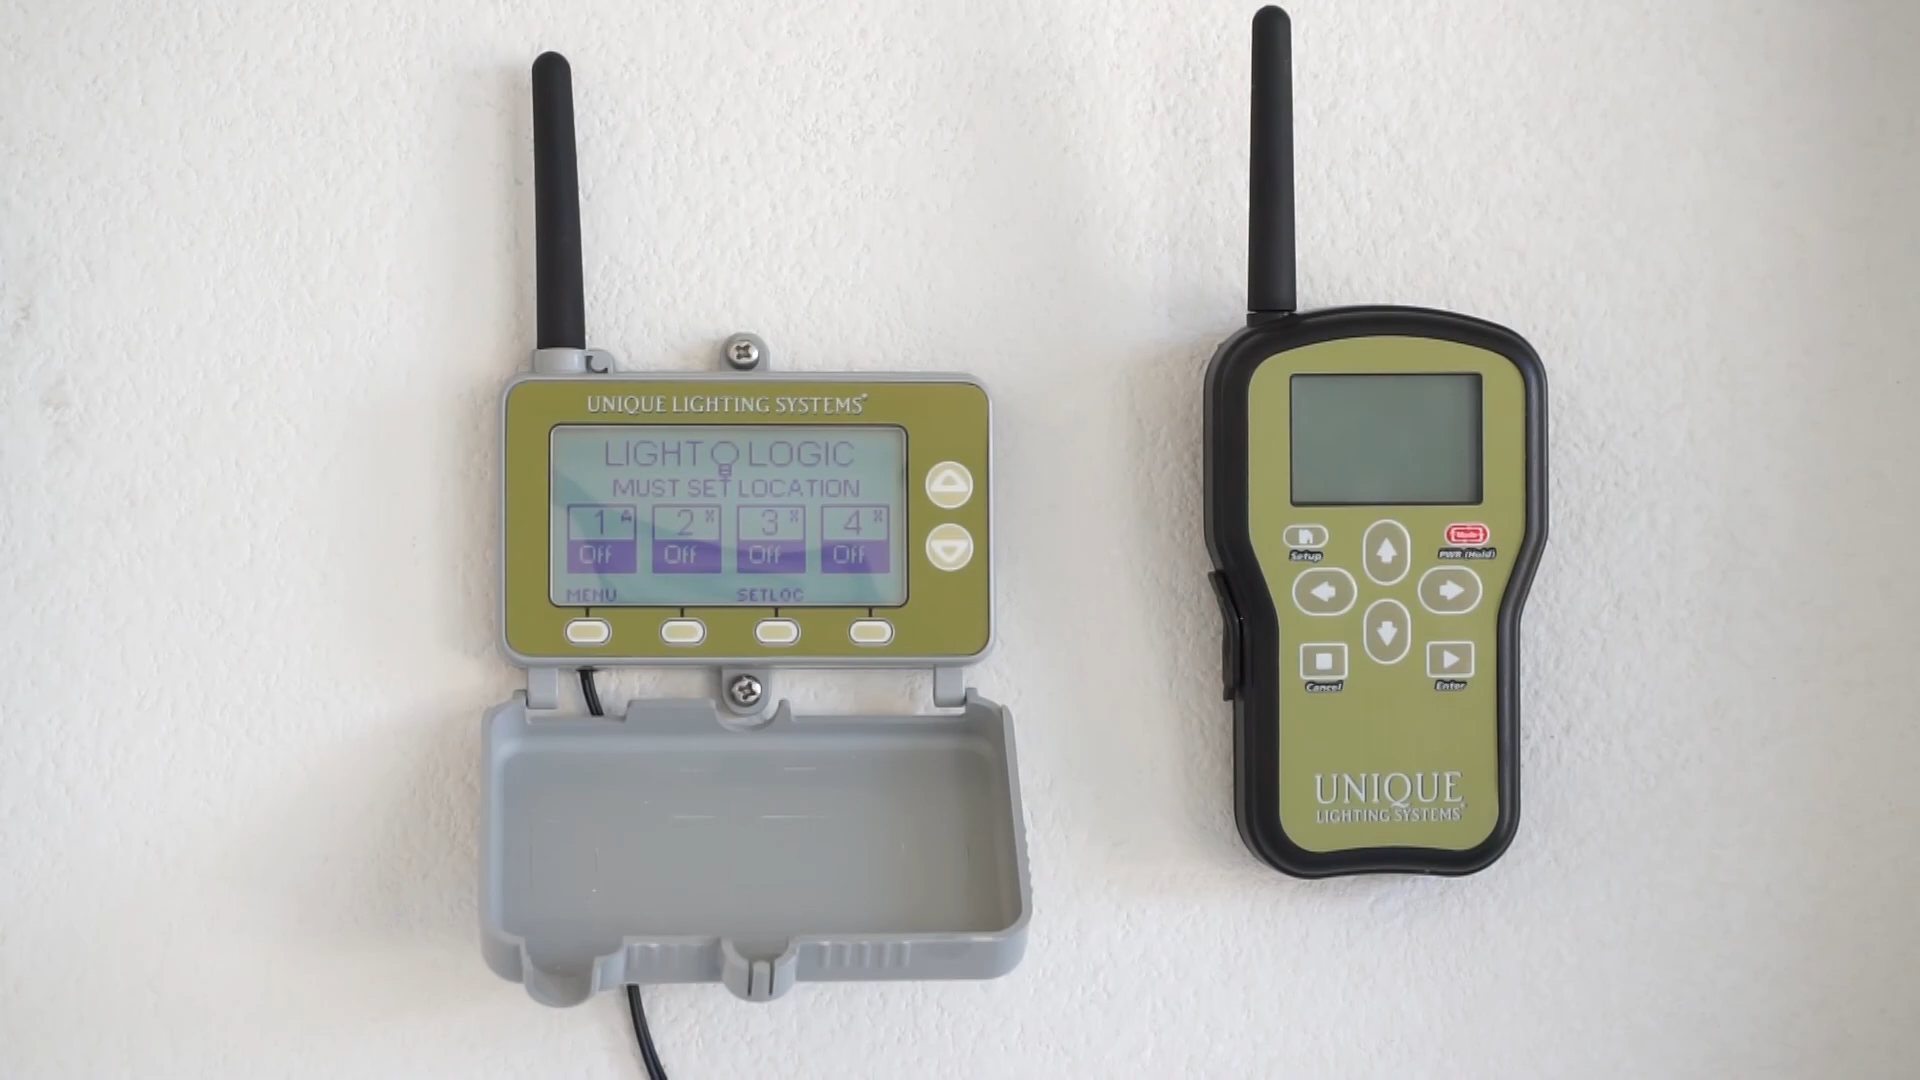 UNIQUE LIGHTING SYSTEMS®
LIGHT LOGIC
MUST SET LOCATION
1 A 2 X 3 X 4 X
Off Off Off Off
MENU SETLOC
Setup
Mode
PWR (Hold)
Cancel
Enter
UNIQUE
LIGHTING SYSTEMS®